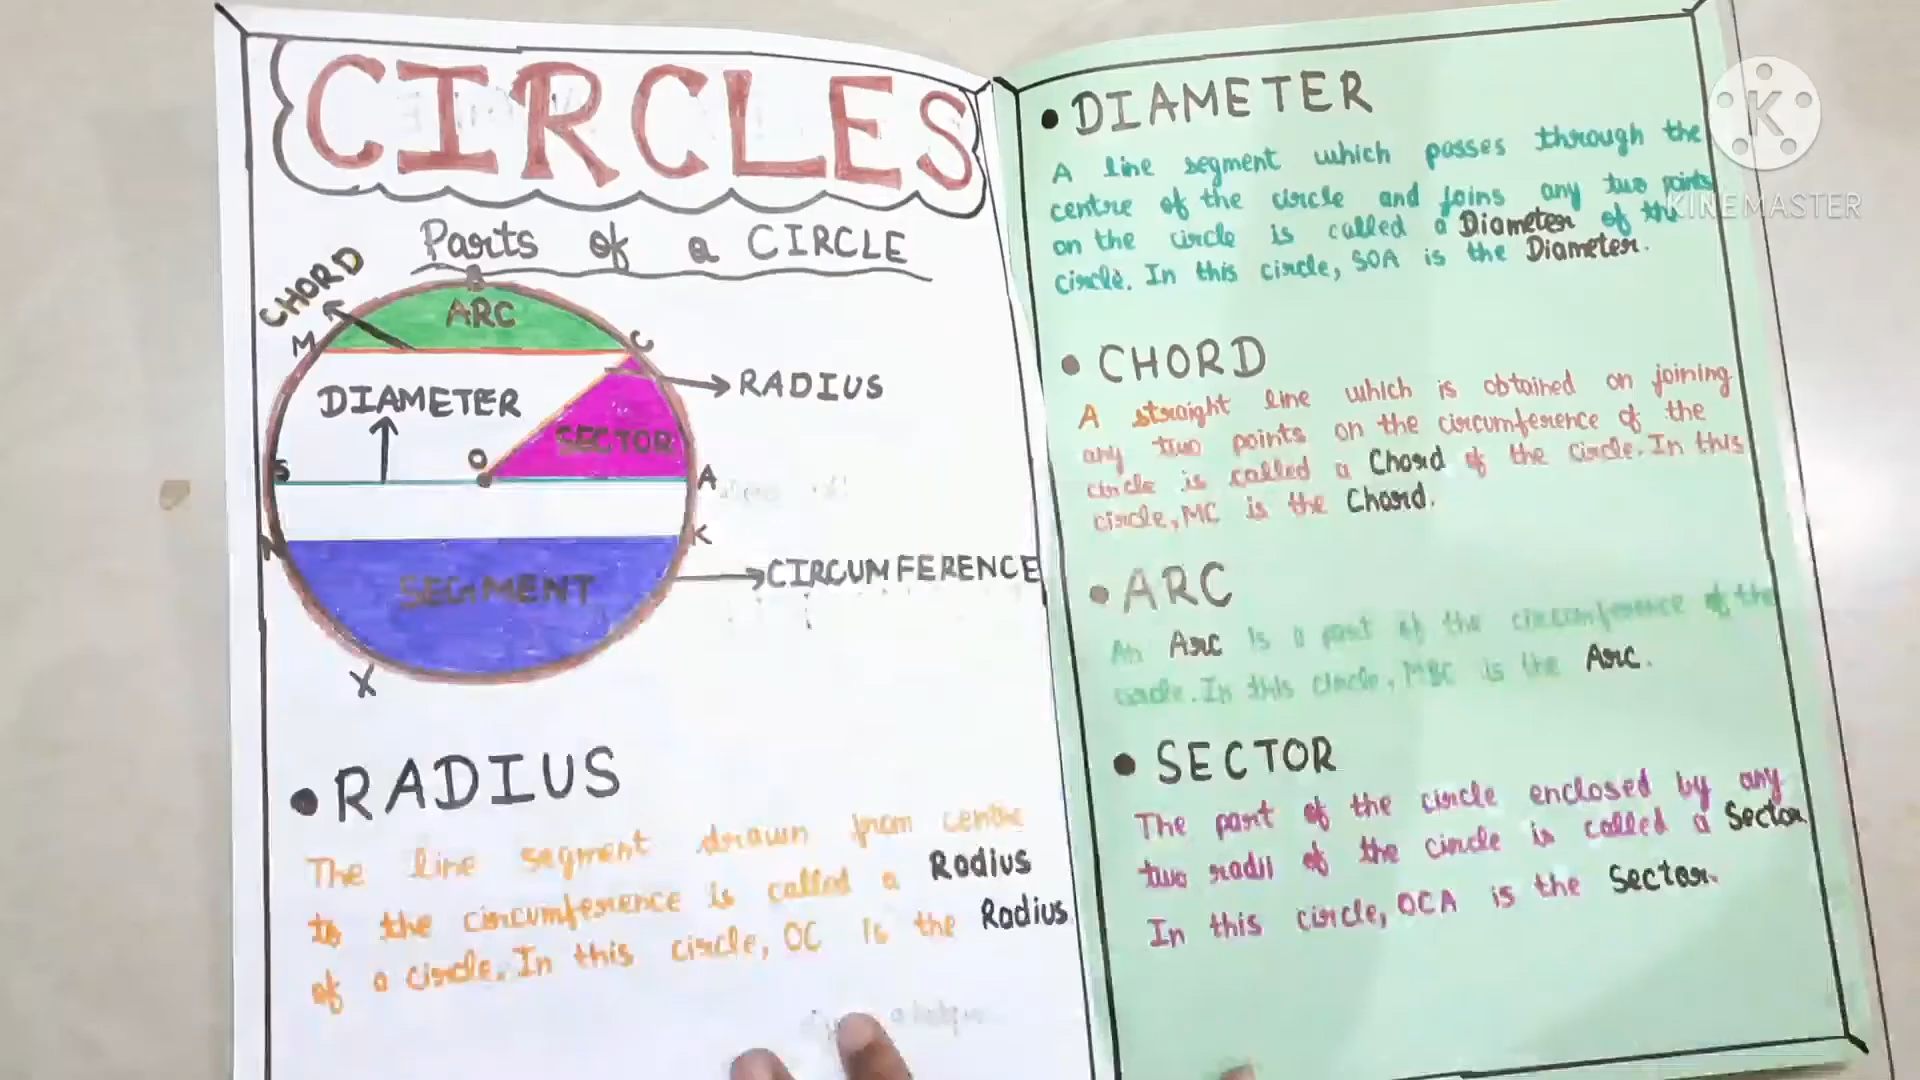 CIRCLES
Parts of a CIRCLE
CHORD
B
ARC
M
C
DIAMETER
RADIUS
SECTOR
O
S
A
N
K
SEGMENT
CIRCUMFERENCE
X
• RADIUS
The line segment drawn from centre
to the circumference is called a Radius
of a circle. In this circle, OC is the Radius
• DIAMETER
A line segment which passes through the
centre of the circle and joins any two points
on the circle is called a Diameter of the
circle. In this circle, SOA is the Diameter.
• CHORD
A straight line which is obtained on joining
any two points on the circumference of the
circle is called a Chord of the circle. In this
circle, MC is the Chord.
• ARC
An Arc is a part of the circumference of the
circle. In this circle, MBC is the Arc.
• SECTOR
The part of the circle enclosed by any
two radii of the circle is called a Sector
In this circle, OCA is the Sector.
K
KINEMASTER